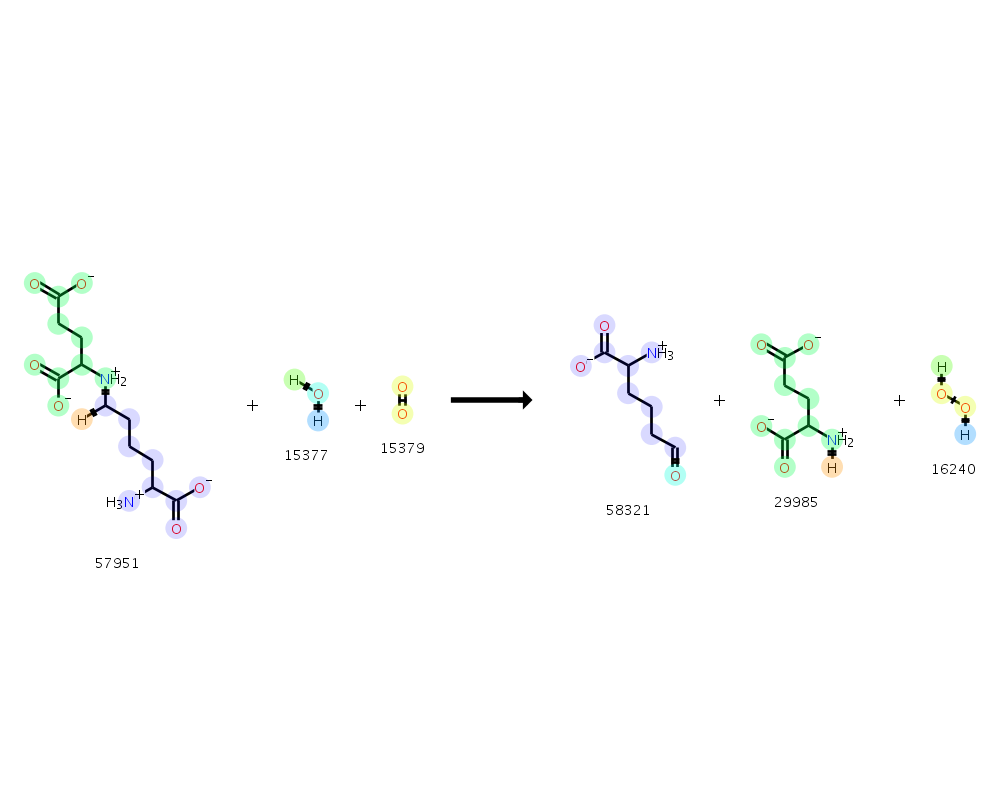 O O−
O NH2+
O−
H
H3N+ O−
O
57951
+
H O
H
15377
+
O
O
15379
O
O− NH3+
O
58321
+
O O−
O− NH2+
O H
29985
+
H
O O
H
16240